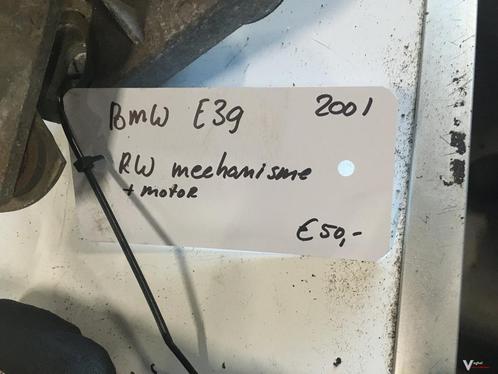 BMW E39 2001
RW mechanisme
+ motor
€50,-